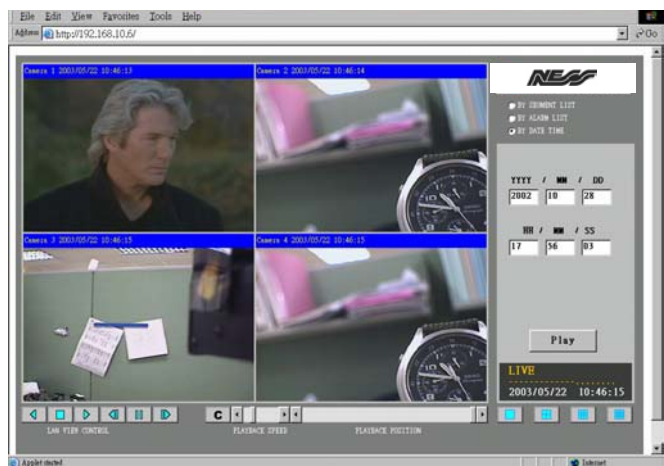 File Edit View Favorites Tools Help
Address http://192.168.10.6/ Go
Camera 1 2003/05/22 10:46:13
Camera 2 2003/05/22 10:46:14
NESS
BY SEGMENT LIST
BY ALARM LIST
BY DATE TIME
YYYY / MM / DD
2002 10 28
HH / MM / SS
17 56 03
Camera 3 2003/05/22 10:46:15
Camera 4 2003/05/22 10:46:15
Play
LIVE
2003/05/22 10:46:15
C
LAN VIEW CONTROL PLAYBACK SPEED PLAYBACK POSITION
Applet started Internet